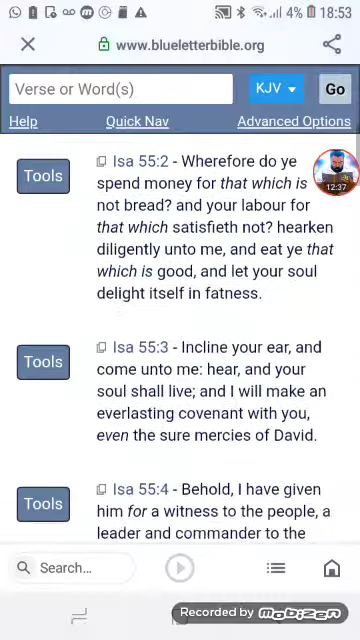 4% 18:53
www.blueletterbible.org
Verse or Word(s) KJV Go
Help Quick Nav Advanced Options
Tools Isa 55:2 - Wherefore do ye
spend money for that which is
not bread? and your labour for
that which satisfieth not? hearken
diligently unto me, and eat ye that
which is good, and let your soul
delight itself in fatness.
12:37
Tools Isa 55:3 - Incline your ear, and
come unto me: hear, and your
soul shall live; and I will make an
everlasting covenant with you,
even the sure mercies of David.
Tools Isa 55:4 - Behold, I have given
him for a witness to the people, a
leader and commander to the
Search...
Recorded by mobizen